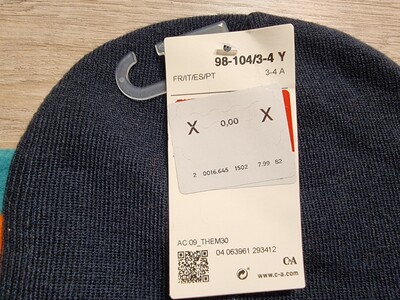 98-104/3-4 Y
FR/IT/ES/PT 3-4 A
X 0,00 X
2 0016.645 1502 7.99 82
AC:09_THEM30
04 063961 293412
C&A
www.c-a.com